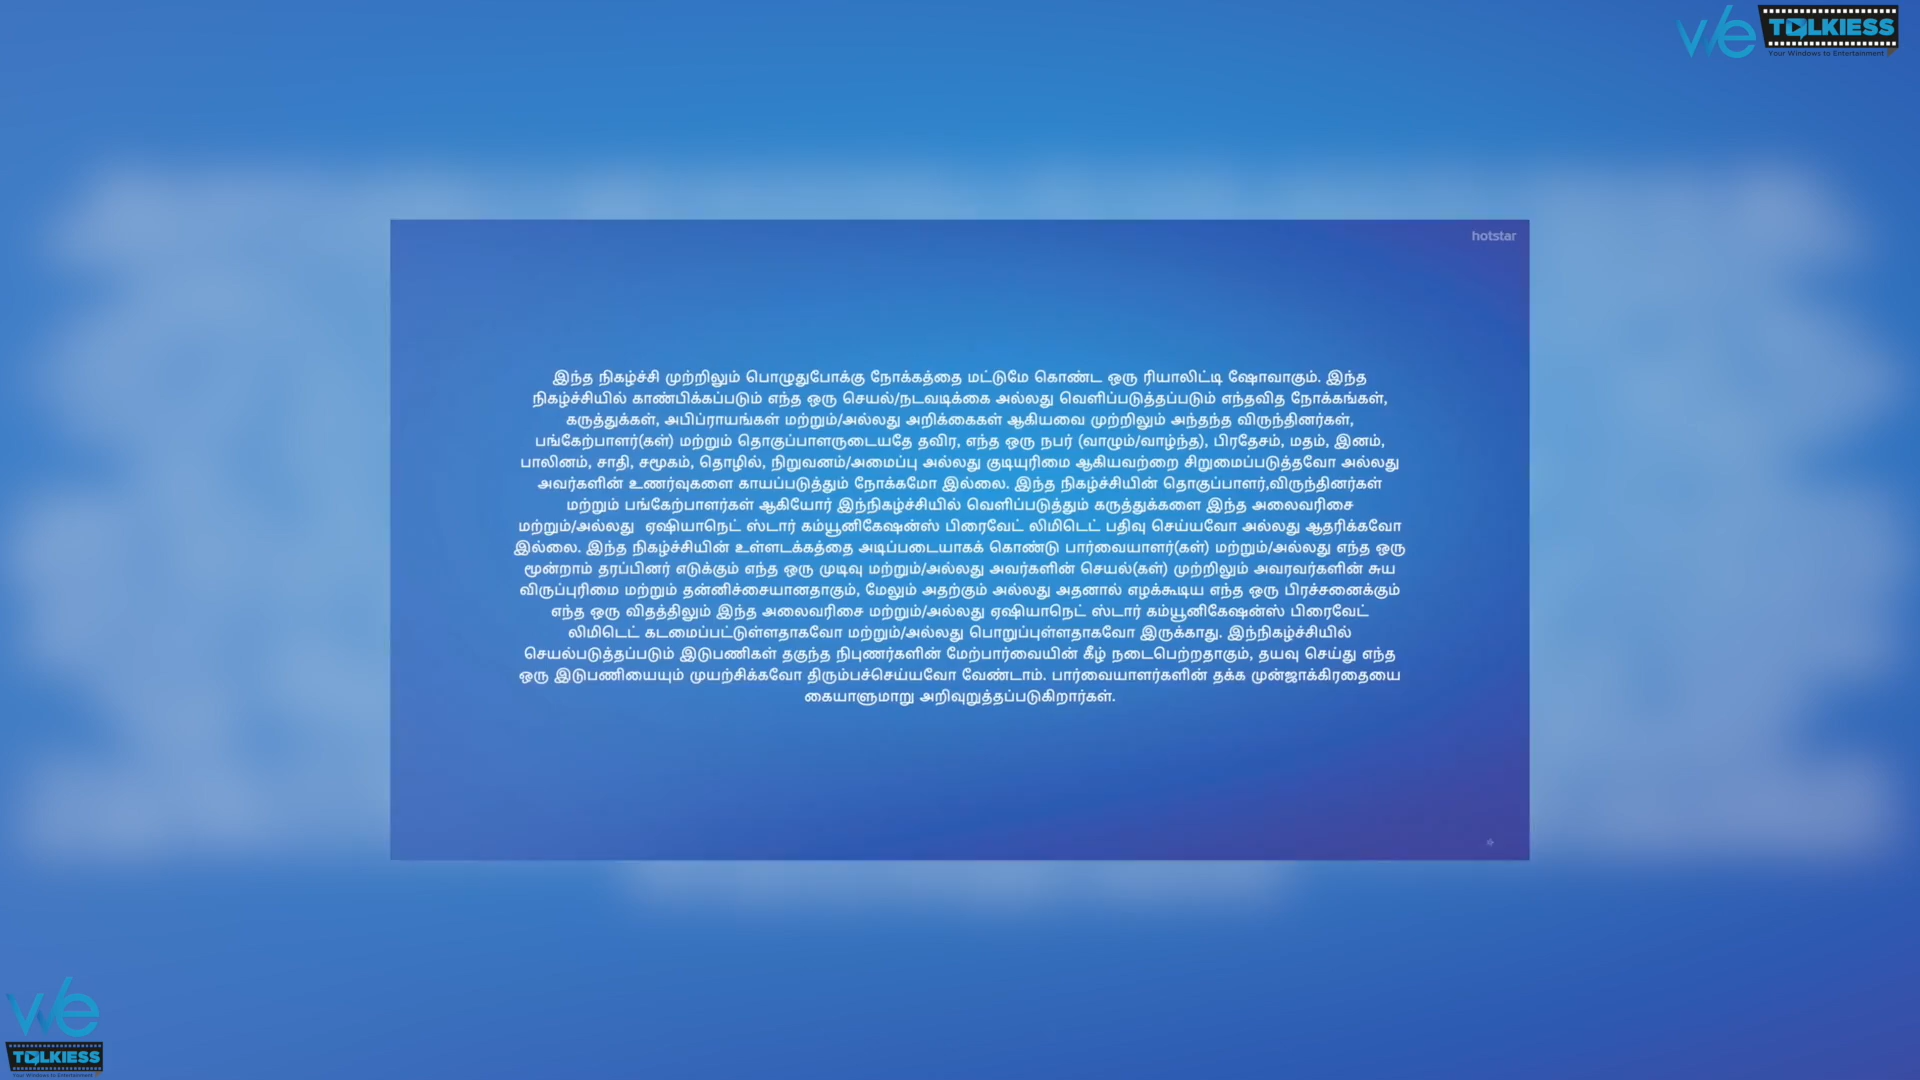 We TALKIESS
Your Windows to Entertainment
hotstar
இந்த நிகழ்ச்சி முற்றிலும் பொழுதுபோக்கு நோக்கத்தை மட்டுமே கொண்ட ஒரு ரியாலிட்டி ஷோவாகும். இந்த
நிகழ்ச்சியில் காண்பிக்கப்படும் எந்த ஒரு செயல்/நடவடிக்கை அல்லது வெளிப்படுத்தப்படும் எந்தவித நோக்கங்கள்,
கருத்துக்கள், அபிப்ராயங்கள் மற்றும்/அல்லது அறிக்கைகள் ஆகியவை முற்றிலும் அந்தந்த விருந்தினர்கள்,
பங்கேற்பாளர்(கள்) மற்றும் தொகுப்பாளருடையதே தவிர, எந்த ஒரு நபர் (வாழும்/வாழ்ந்த), பிரதேசம், மதம், இனம்,
பாலினம், சாதி, சமூகம், தொழில், நிறுவனம்/அமைப்பு அல்லது குடியுரிமை ஆகியவற்றை சிறுமைப்படுத்தவோ அல்லது
அவர்களின் உணர்வுகளை காயப்படுத்தும் நோக்கமோ இல்லை. இந்த நிகழ்ச்சியின் தொகுப்பாளர்,விருந்தினர்கள்
மற்றும் பங்கேற்பாளர்கள் ஆகியோர் இந்நிகழ்ச்சியில் வெளிப்படுத்தும் கருத்துக்களை இந்த அலைவரிசை
மற்றும்/அல்லது ஏஷியாநெட் ஸ்டார் கம்யூனிகேஷன்ஸ் பிரைவேட் லிமிடெட் பதிவு செய்யவோ அல்லது ஆதரிக்கவோ
இல்லை. இந்த நிகழ்ச்சியின் உள்ளடக்கத்தை அடிப்படையாகக் கொண்டு பார்வையாளர்(கள்) மற்றும்/அல்லது எந்த ஒரு
மூன்றாம் தரப்பினர் எடுக்கும் எந்த ஒரு முடிவு மற்றும்/அல்லது அவர்களின் செயல்(கள்) முற்றிலும் அவரவர்களின் சுய
விருப்புரிமை மற்றும் தன்னிச்சையானதாகும், மேலும் அதற்கும் அல்லது அதனால் எழக்கூடிய எந்த ஒரு பிரச்சனைக்கும்
எந்த ஒரு விதத்திலும் இந்த அலைவரிசை மற்றும்/அல்லது ஏஷியாநெட் ஸ்டார் கம்யூனிகேஷன்ஸ் பிரைவேட்
லிமிடெட் கடமைப்பட்டுள்ளதாகவோ மற்றும்/அல்லது பொறுப்புள்ளதாகவோ இருக்காது. இந்நிகழ்ச்சியில்
செயல்படுத்தப்படும் இடுபணிகள் தகுந்த நிபுணர்களின் மேற்பார்வையின் கீழ் நடைபெற்றதாகும், தயவு செய்து எந்த
ஒரு இடுபணியையும் முயற்சிக்கவோ திரும்பச்செய்யவோ வேண்டாம். பார்வையாளர்களின் தக்க முன்ஜாக்கிரதையை
கையாளுமாறு அறிவுறுத்தப்படுகிறார்கள்.
We
TALKIESS
Your Windows to Entertainment